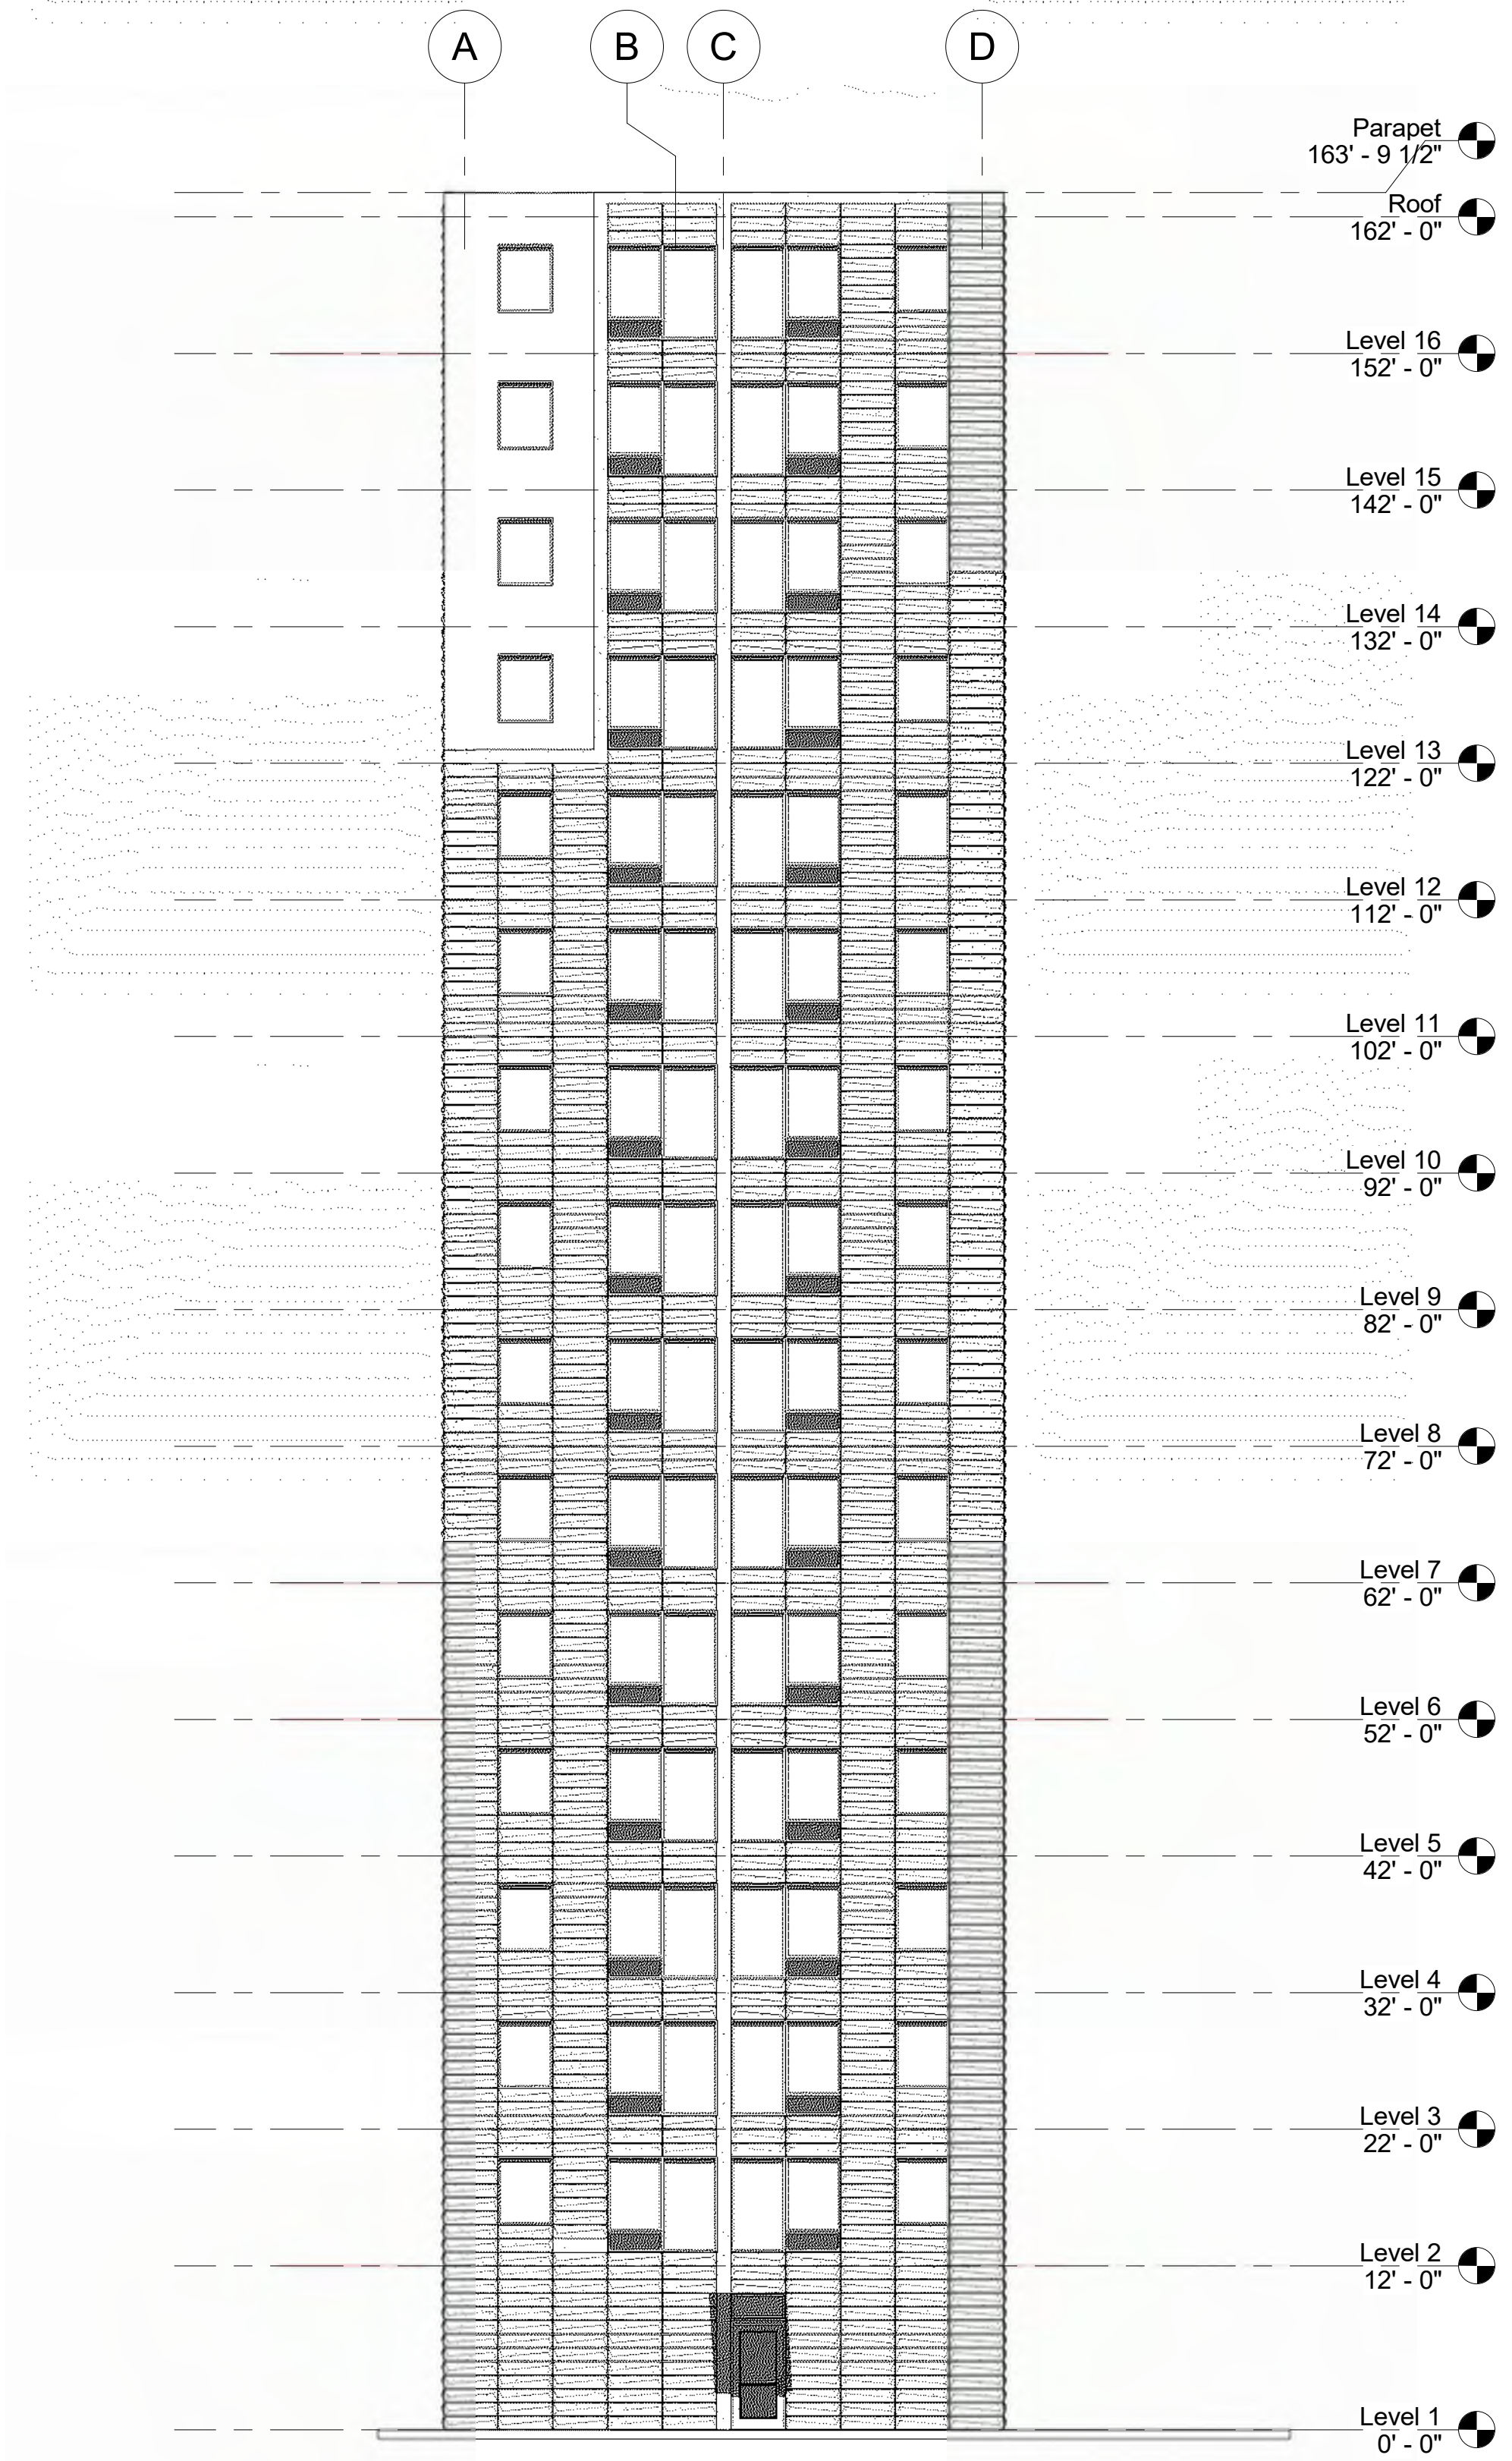 A B C D
Parapet
163' - 9 1/2"
Roof
162' - 0"
Level 16
152' - 0"
Level 15
142' - 0"
Level 14
132' - 0"
Level 13
122' - 0"
Level 12
112' - 0"
Level 11
102' - 0"
Level 10
92' - 0"
Level 9
82' - 0"
Level 8
72' - 0"
Level 7
62' - 0"
Level 6
52' - 0"
Level 5
42' - 0"
Level 4
32' - 0"
Level 3
22' - 0"
Level 2
12' - 0"
Level 1
0' - 0"